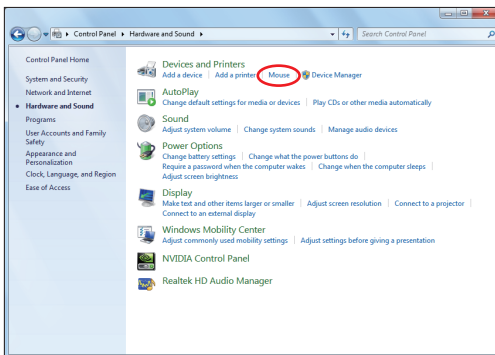 Control Panel Hardware and Sound Search Control Panel
Control Panel Home
System and Security
Network and Internet
Hardware and Sound
Programs
User Accounts and Family
Safety
Appearance and
Personalization
Clock, Language, and Region
Ease of Access
Devices and Printers
Add a device Add a printer Mouse Device Manager
AutoPlay
Change default settings for media or devices Play CDs or other media automatically
Sound
Adjust system volume Change system sounds Manage audio devices
Power Options
Change battery settings Change what the power buttons do
Require a password when the computer wakes Change when the computer sleeps
Adjust screen brightness
Display
Make text and other items larger or smaller Adjust screen resolution Connect to a projector
Connect to an external display
Windows Mobility Center
Adjust commonly used mobility settings Adjust settings before giving a presentation
NVIDIA Control Panel
Realtek HD Audio Manager